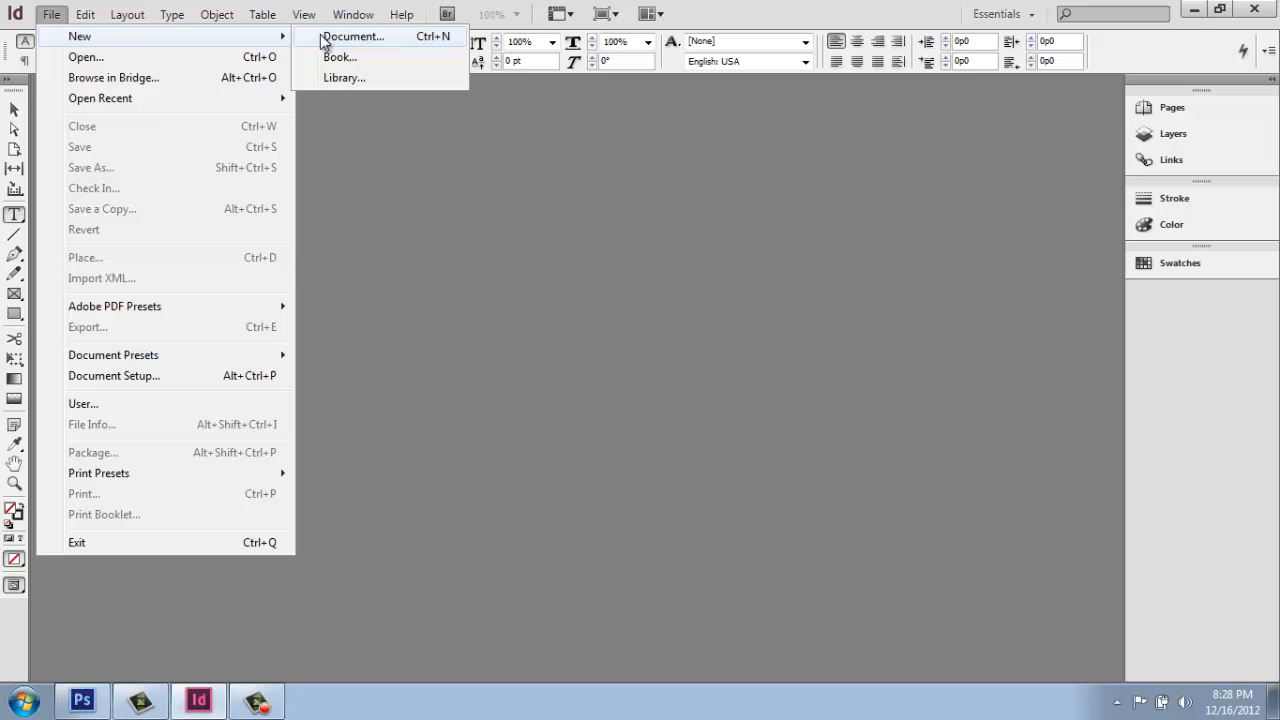 Id File Edit Layout Type Object Table View Window Help Br 100% Essentials
New
Document... Ctrl+N
A 100% 100% A. [None] 0p0 0p0
Open... Ctrl+O
Book...
0 pt T 0° English: USA 0p0 0p0
Browse in Bridge... Alt+Ctrl+O
Library...
Open Recent
Pages
Close Ctrl+W
Layers
Save Ctrl+S
Links
Save As... Shift+Ctrl+S
Check In...
Stroke
Save a Copy... Alt+Ctrl+S
Color
Revert
Place... Ctrl+D
Swatches
Import XML...
Adobe PDF Presets
Export... Ctrl+E
Document Presets
Document Setup... Alt+Ctrl+P
User...
File Info... Alt+Shift+Ctrl+I
Package... Alt+Shift+Ctrl+P
Print Presets
Print... Ctrl+P
Print Booklet...
Exit Ctrl+Q
Ps Id
8:28 PM
12/16/2012